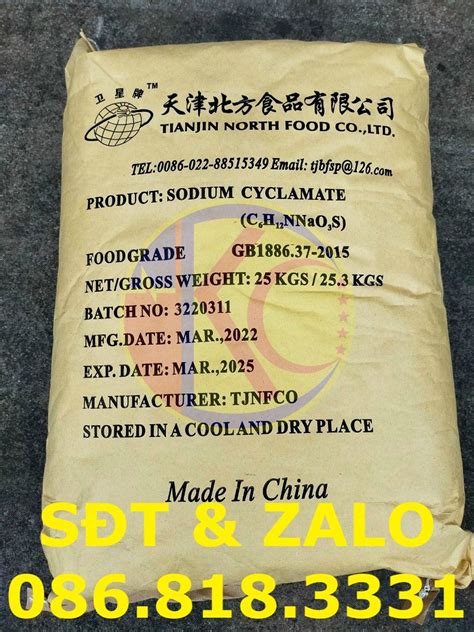 卫星牌™
天津北方食品有限公司
TIANJIN NORTH FOOD CO.,LTD.
TEL:0086-022-88515349 Email: tjbfsp@126.com
PRODUCT: SODIUM CYCLAMATE
(C₆H₁₂NNaO₃S)
FOODGRADE GB1886.37-2015
NET/GROSS WEIGHT: 25 KGS / 25.3 KGS
BATCH NO: 3220311
MFG.DATE: MAR.,2022
EXP. DATE: MAR.,2025
MANUFACTURER: TJNFCO
STORED IN A COOL AND DRY PLACE
Made In China
KC
SĐT & ZALO
086.818.3331